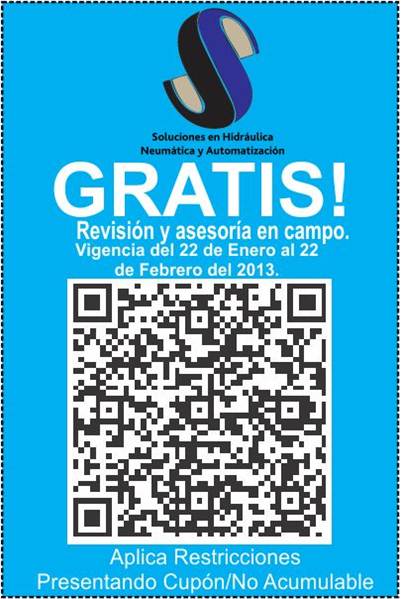 Soluciones en Hidráulica
Neumática y Automatización
GRATIS!
Revisión y asesoría en campo.
Vigencia del 22 de Enero al 22
de Febrero del 2013.
Aplica Restricciones
Presentando Cupón/No Acumulable